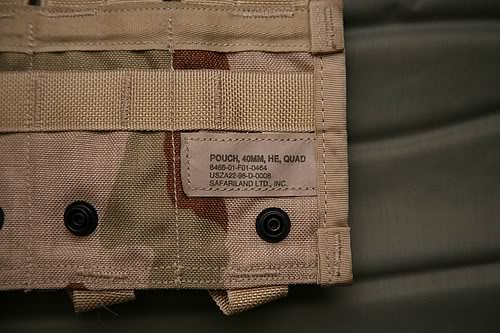 POUCH, 40MM, HE, QUAD
8465-01-F01-0464
USZA22-98-D-0008
SAFARILAND LTD., INC.